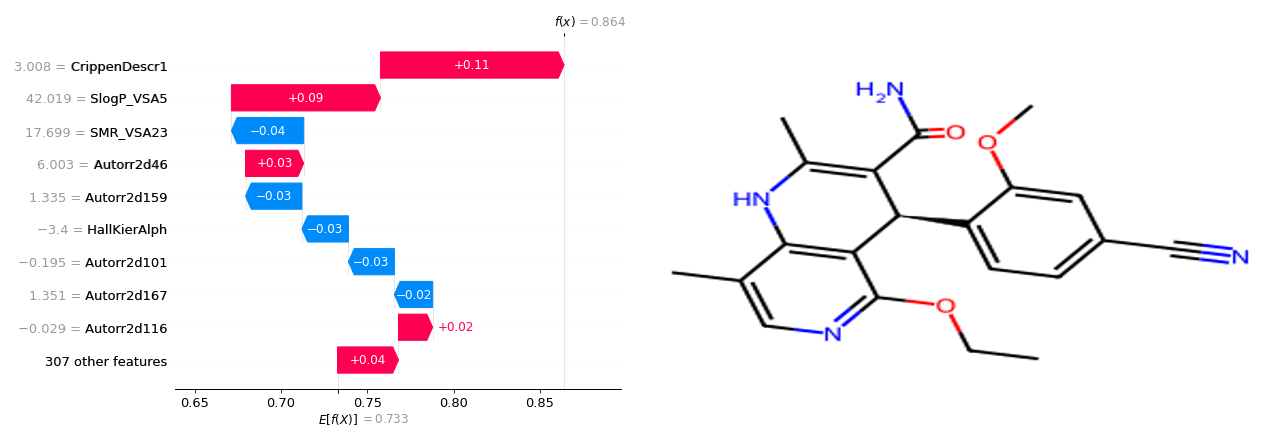 f(x) = 0.864
3.008 = CrippenDescr1
+0.11
42.019 = SlogP_VSA5
+0.09
17.699 = SMR_VSA23
−0.04
6.003 = Autorr2d46
+0.03
1.335 = Autorr2d159
−0.03
−3.4 = HallKierAlph
−0.03
−0.195 = Autorr2d101
−0.03
1.351 = Autorr2d167
−0.02
−0.029 = Autorr2d116
+0.02
307 other features
+0.04
0.65 0.70 0.75 0.80 0.85
E[f(X)] = 0.733
H2N
O
O
HN
N
O
N